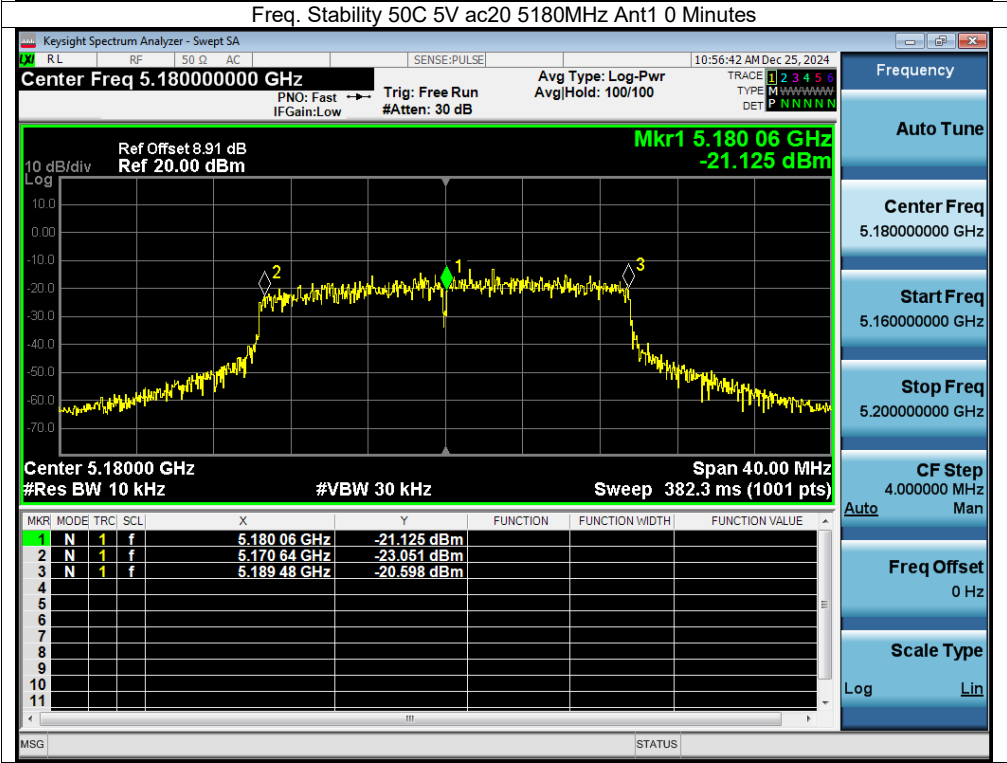 Freq. Stability 50C 5V ac20 5180MHz Ant1 0 Minutes
Keysight Spectrum Analyzer - Swept SA
LXI RL RF 50 Ω AC SENSE:PULSE 10:56:42 AM Dec 25, 2024
Center Freq 5.180000000 GHz
PNO: Fast
IFGain:Low
Trig: Free Run
#Atten: 30 dB
Avg Type: Log-Pwr
Avg|Hold: 100/100
TRACE 1 2 3 4 5 6
TYPE M WWWWW
DET P N N N N N
Mkr1 5.180 06 GHz
-21.125 dBm
Ref Offset 8.91 dB
10 dB/div Ref 20.00 dBm
Log
10.0
0.00
-10.0
-20.0
-30.0
-40.0
-50.0
-60.0
-70.0
2
1
3
Center 5.18000 GHz Span 40.00 MHz
#Res BW 10 kHz #VBW 30 kHz Sweep 382.3 ms (1001 pts)
MKR MODE TRC SCL X Y FUNCTION FUNCTION WIDTH FUNCTION VALUE
1 N 1 f 5.180 06 GHz -21.125 dBm
2 N 1 f 5.170 64 GHz -23.051 dBm
3 N 1 f 5.189 48 GHz -20.598 dBm
4
5
6
7
8
9
10
11
MSG STATUS
Frequency
Auto Tune
Center Freq
5.180000000 GHz
Start Freq
5.160000000 GHz
Stop Freq
5.200000000 GHz
CF Step
4.000000 MHz
Auto Man
Freq Offset
0 Hz
Scale Type
Log Lin